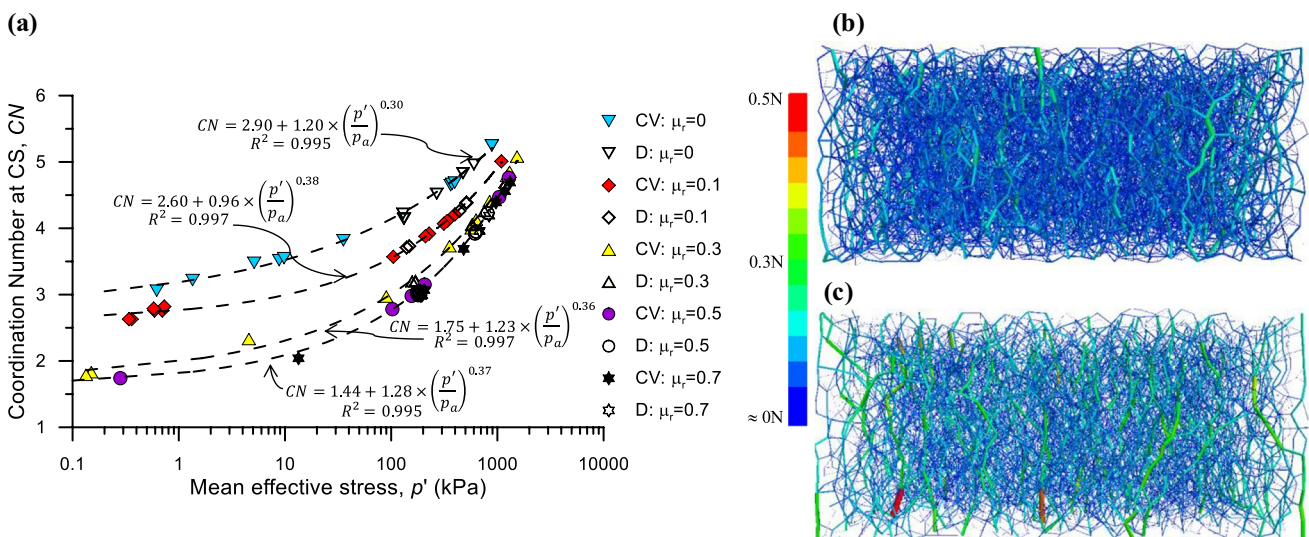 (a)
Coordination Number at CS, CN
6
5
4
3
2
1
0.1
1
10
100
1000
10000
Mean effective stress, p' (kPa)
CN = 2.90 + 1.20 × (p'/pₐ)^0.30
R² = 0.995
CN = 2.60 + 0.96 × (p'/pₐ)^0.38
R² = 0.997
CN = 1.75 + 1.23 × (p'/pₐ)^0.36
R² = 0.997
CN = 1.44 + 1.28 × (p'/pₐ)^0.37
R² = 0.995
CV: μr=0
D: μr=0
CV: μr=0.1
D: μr=0.1
CV: μr=0.3
D: μr=0.3
CV: μr=0.5
D: μr=0.5
CV: μr=0.7
D: μr=0.7
(b)
0.5N
0.3N
≈ 0N
(c)